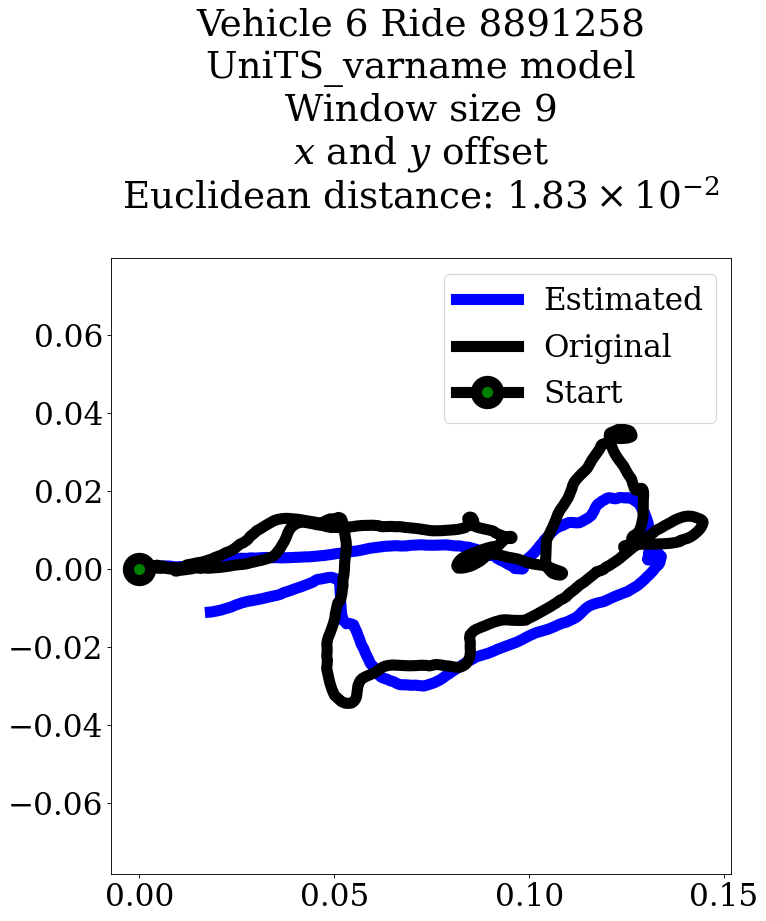 Vehicle 6 Ride 8891258
UniTS_varname model
Window size 9
x and y offset
Euclidean distance: 1.83 × 10⁻²
Estimated
Original
Start
0.06
0.04
0.02
0.00
−0.02
−0.04
−0.06
0.00 0.05 0.10 0.15